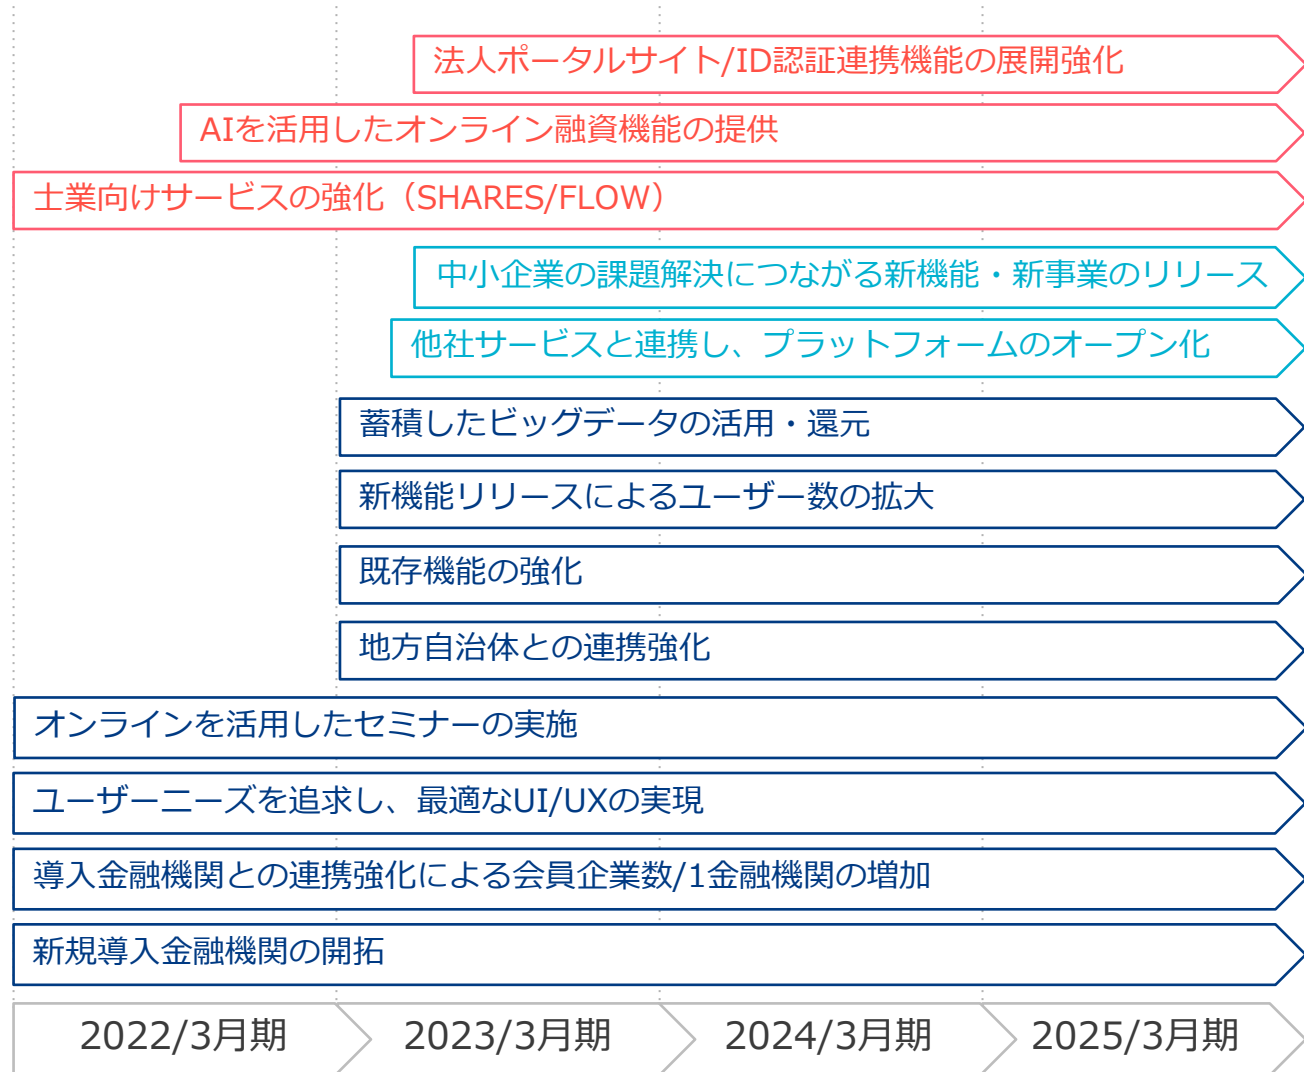 法人ポータルサイト/ID認証連携機能の展開強化
AIを活用したオンライン融資機能の提供
士業向けサービスの強化（SHARES/FLOW）
中小企業の課題解決につながる新機能・新事業のリリース
他社サービスと連携し、プラットフォームのオープン化
蓄積したビッグデータの活用・還元
新機能リリースによるユーザー数の拡大
既存機能の強化
地方自治体との連携強化
オンラインを活用したセミナーの実施
ユーザーニーズを追求し、最適なUI/UXの実現
導入金融機関との連携強化による会員企業数/1金融機関の増加
新規導入金融機関の開拓
2022/3月期
2023/3月期
2024/3月期
2025/3月期